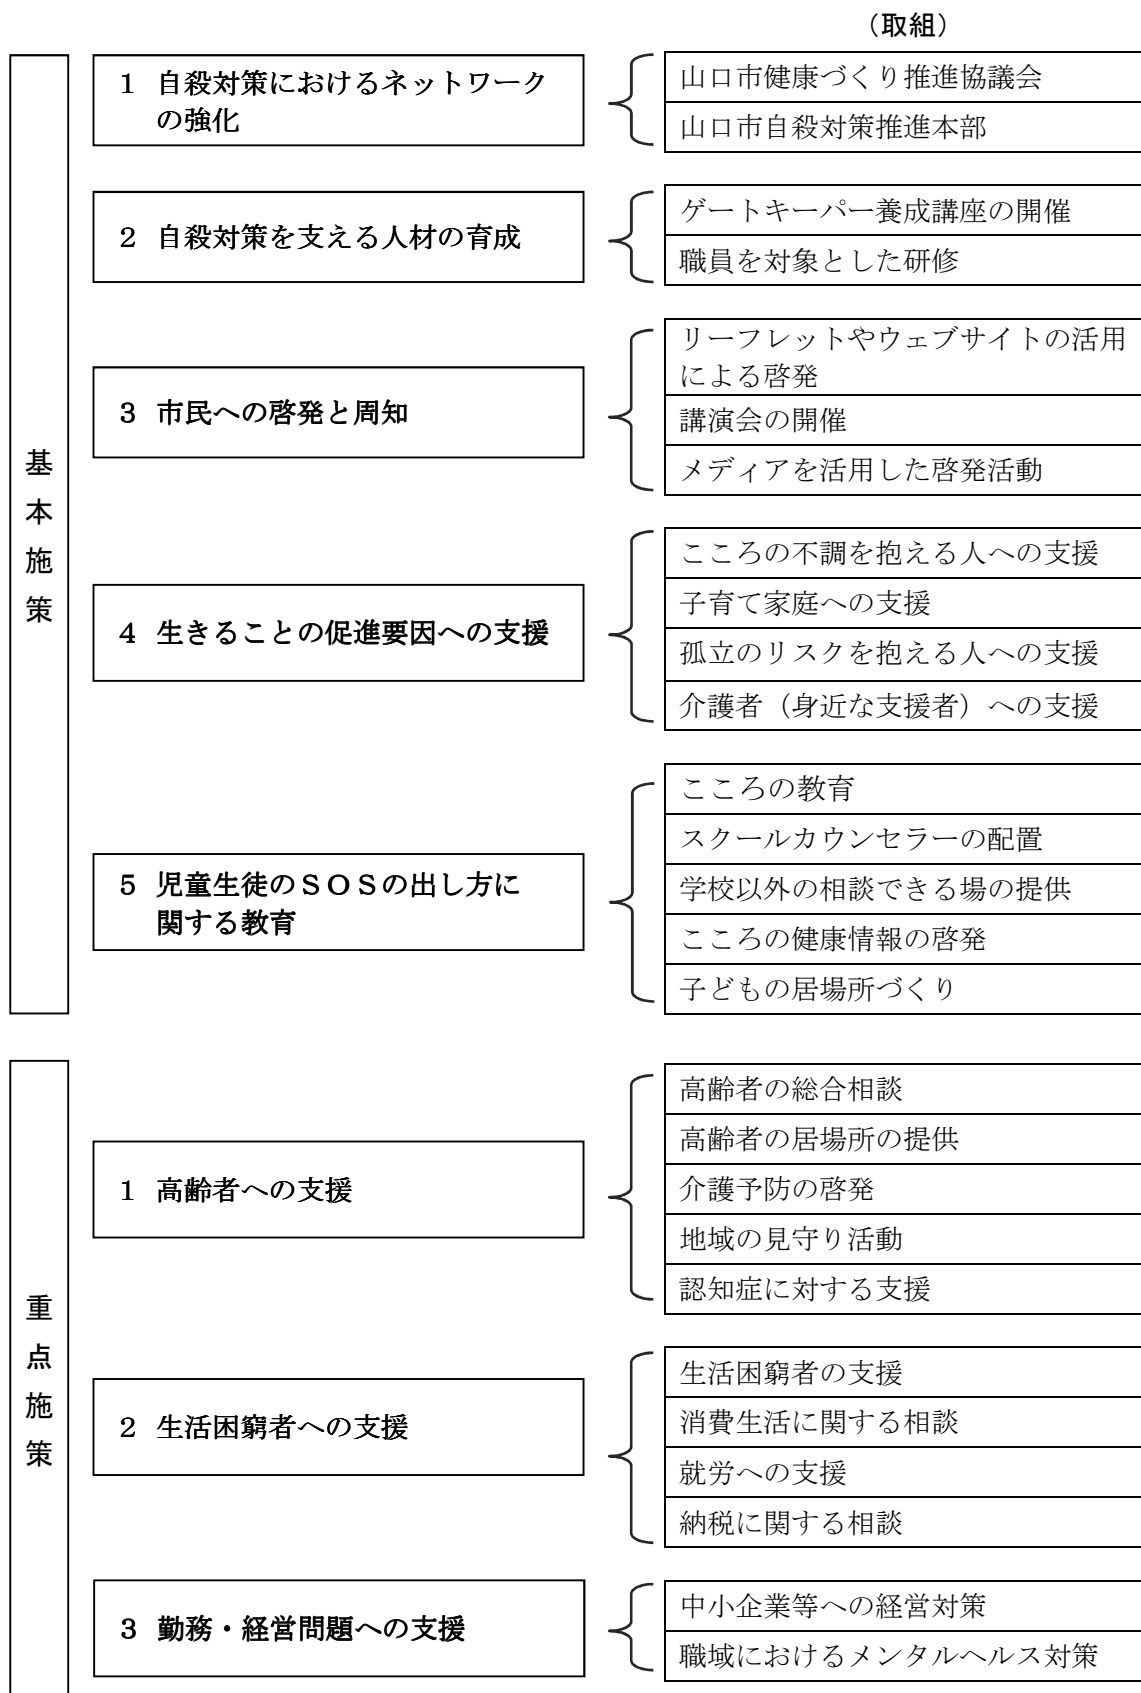 （取組）
基本施策
1 自殺対策におけるネットワーク
の強化
山口市健康づくり推進協議会
山口市自殺対策推進本部
2 自殺対策を支える人材の育成
ゲートキーパー養成講座の開催
職員を対象とした研修
3 市民への啓発と周知
リーフレットやウェブサイトの活用
による啓発
講演会の開催
メディアを活用した啓発活動
4 生きることの促進要因への支援
こころの不調を抱える人への支援
子育て家庭への支援
孤立のリスクを抱える人への支援
介護者（身近な支援者）への支援
5 児童生徒のSOSの出し方に
関する教育
こころの教育
スクールカウンセラーの配置
学校以外の相談できる場の提供
こころの健康情報の啓発
子どもの居場所づくり
重点施策
1 高齢者への支援
高齢者の総合相談
高齢者の居場所の提供
介護予防の啓発
地域の見守り活動
認知症に対する支援
2 生活困窮者への支援
生活困窮者の支援
消費生活に関する相談
就労への支援
納税に関する相談
3 勤務・経営問題への支援
中小企業等への経営対策
職域におけるメンタルヘルス対策